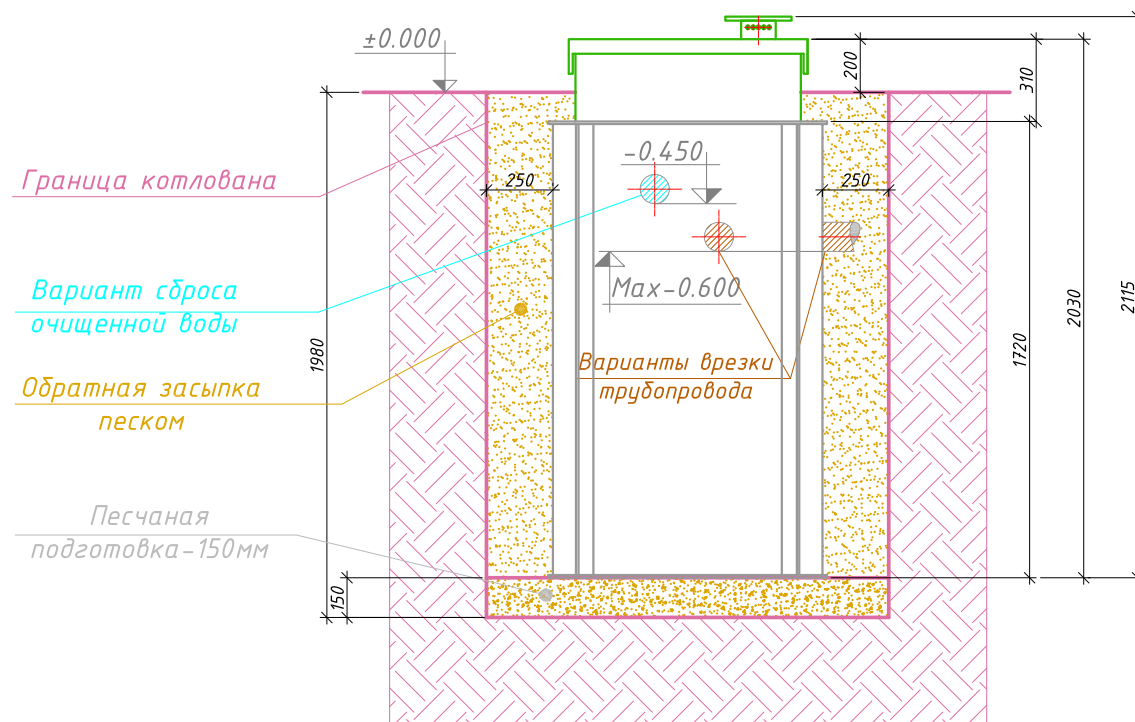 ±0.000
200
310
-0.450
Граница котлована
250
250
Вариант сброса
очищенной воды
Max-0.600
2115
2030
1980
1720
Варианты врезки
трубопровода
Обратная засыпка
песком
Песчаная
подготовка-150мм
150